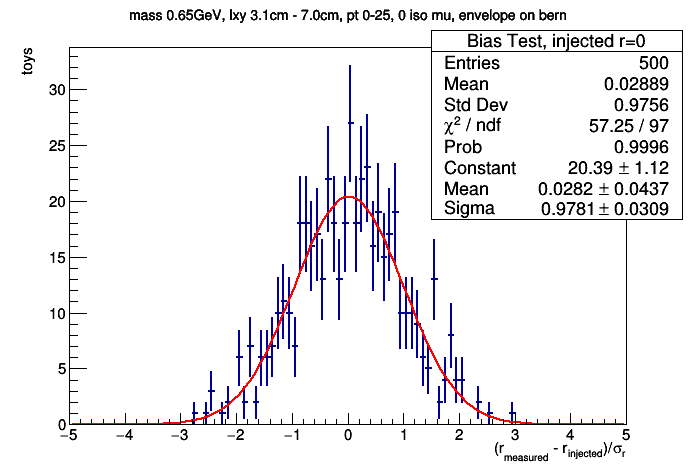 mass 0.65GeV, lxy 3.1cm - 7.0cm, pt 0-25, 0 iso mu, envelope on bern
Bias Test, injected r=0
Entries 500
Mean 0.02889
Std Dev 0.9756
χ² / ndf 57.25 / 97
Prob 0.9996
Constant 20.39 ± 1.12
Mean 0.0282 ± 0.0437
Sigma 0.9781 ± 0.0309
toys
30
25
20
15
10
5
0
−5 −4 −3 −2 −1 0 1 2 3 4 5
(r_measured - r_injected)/σ_r